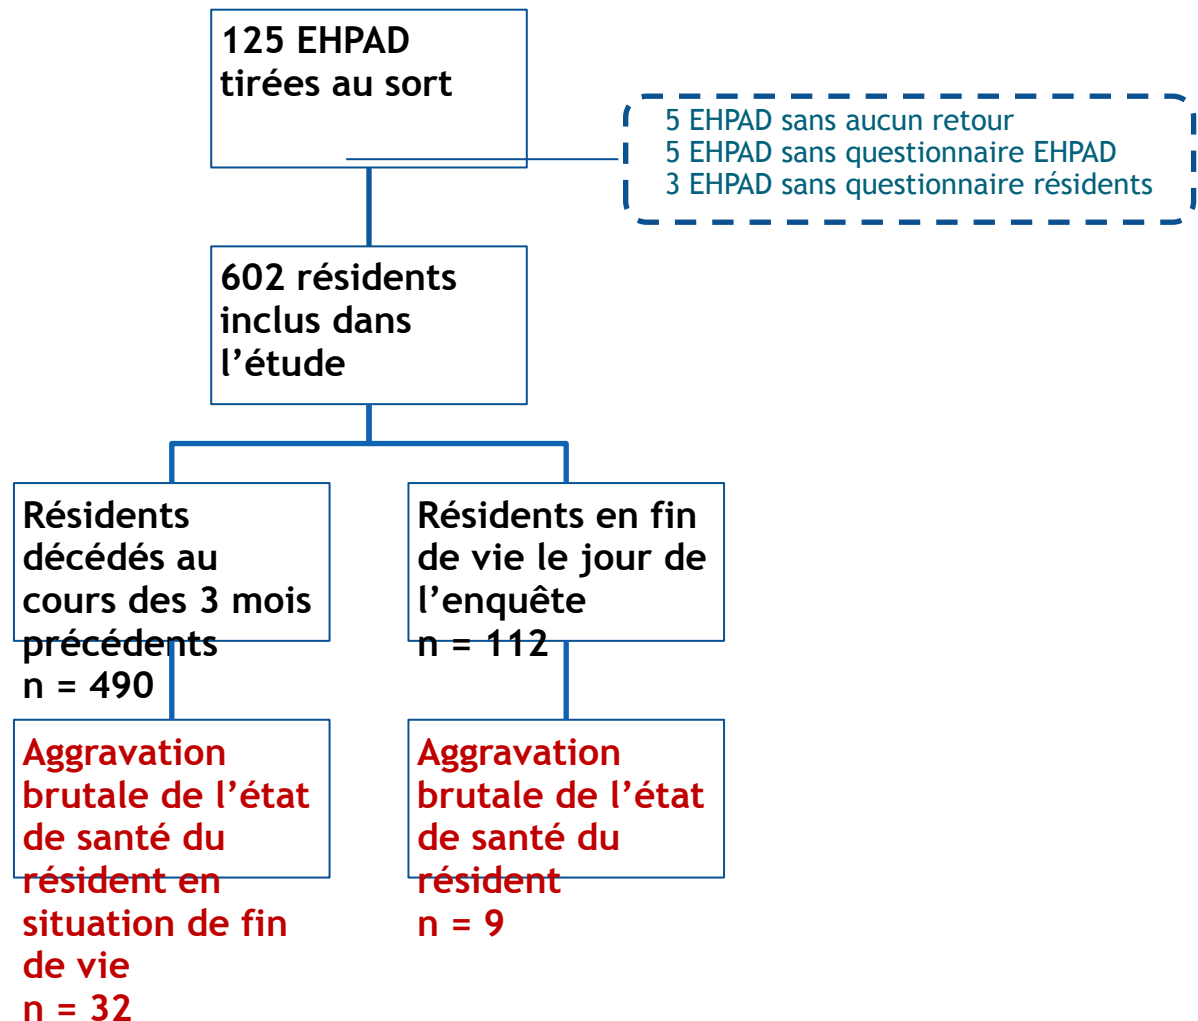 125 EHPAD
tirées au sort
5 EHPAD sans aucun retour
5 EHPAD sans questionnaire EHPAD
3 EHPAD sans questionnaire résidents
602 résidents
inclus dans
l’étude
Résidents
décédés au
cours des 3 mois
précédents
n = 490
Résidents en fin
de vie le jour de
l’enquête
n = 112
Aggravation
brutale de l’état
de santé du
résident en
situation de fin
de vie
n = 32
Aggravation
brutale de l’état
de santé du
résident
n = 9